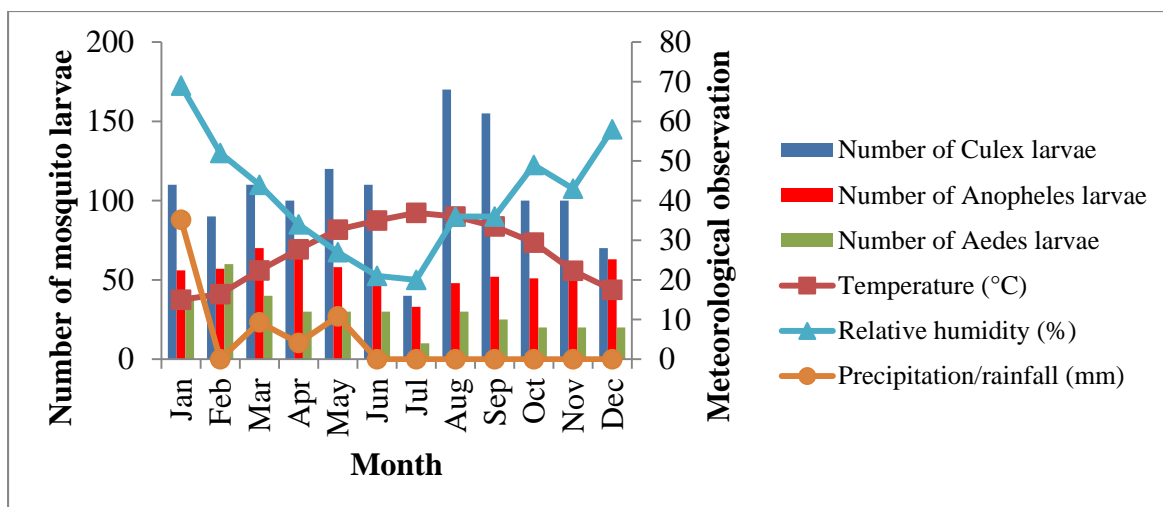 Number of mosquito larvae
200
150
100
50
0
80
70
60
50
40
30
20
10
0
Meteorological observation
Jan
Feb
Mar
Apr
May
Jun
Jul
Aug
Sep
Oct
Nov
Dec
Month
Number of Culex larvae
Number of Anopheles larvae
Number of Aedes larvae
Temperature (°C)
Relative humidity (%)
Precipitation/rainfall (mm)